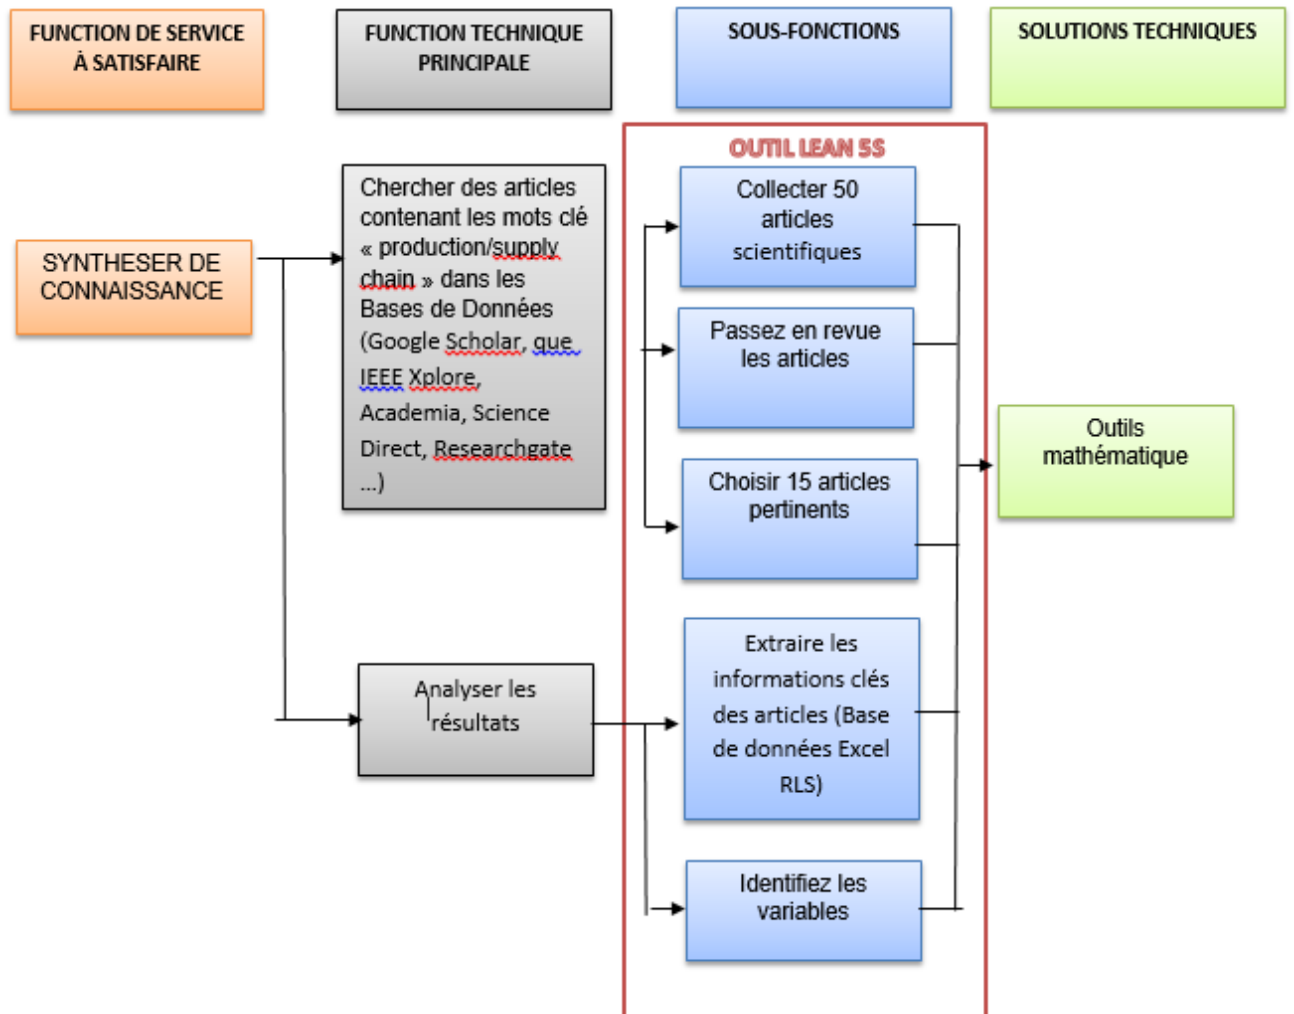 FUNCTION DE SERVICE
À SATISFAIRE
FUNCTION TECHNIQUE
PRINCIPALE
SOUS-FONCTIONS
SOLUTIONS TECHNIQUES
OUTIL LEAN 5S
SYNTHESER DE
CONNAISSANCE
Chercher des articles
contenant les mots clé
« production/supply
chain » dans les
Bases de Données
(Google Scholar, que
IEEE Xplore,
Academia, Science
Direct, Researchgate
...)
Analyser les
résultats
Collecter 50
articles
scientifiques
Passez en revue
les articles
Choisir 15 articles
pertinents
Extraire les
informations clés
des articles (Base
de données Excel
RLS)
Identifiez les
variables
Outils
mathématique